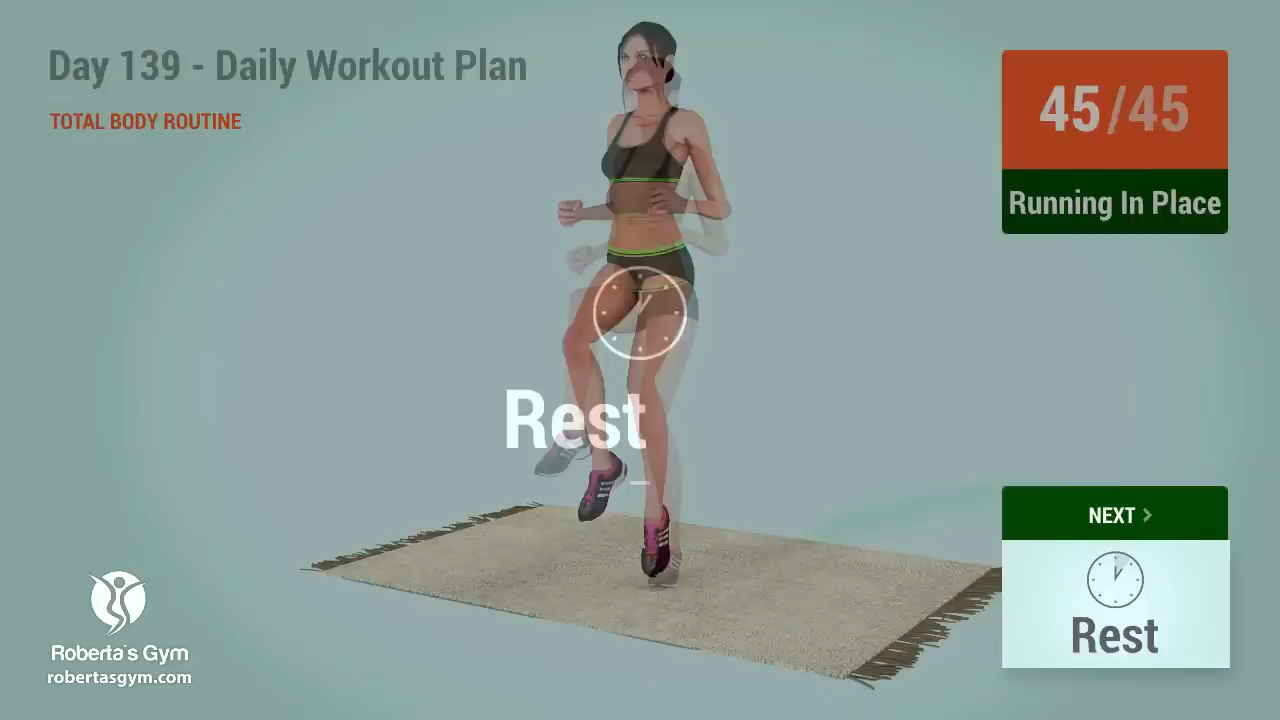 Day 139 - Daily Workout Plan
TOTAL BODY ROUTINE
45/45
Running In Place
Rest
NEXT >
Rest
Roberta's Gym
robertasgym.com